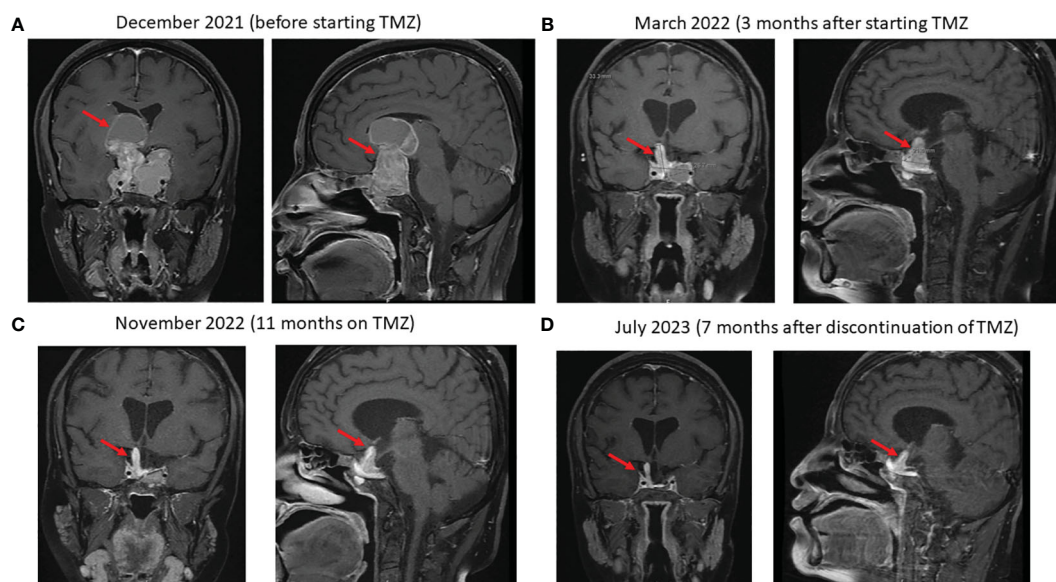 A
December 2021 (before starting TMZ)
B
March 2022 (3 months after starting TMZ
C
November 2022 (11 months on TMZ)
D
July 2023 (7 months after discontinuation of TMZ)